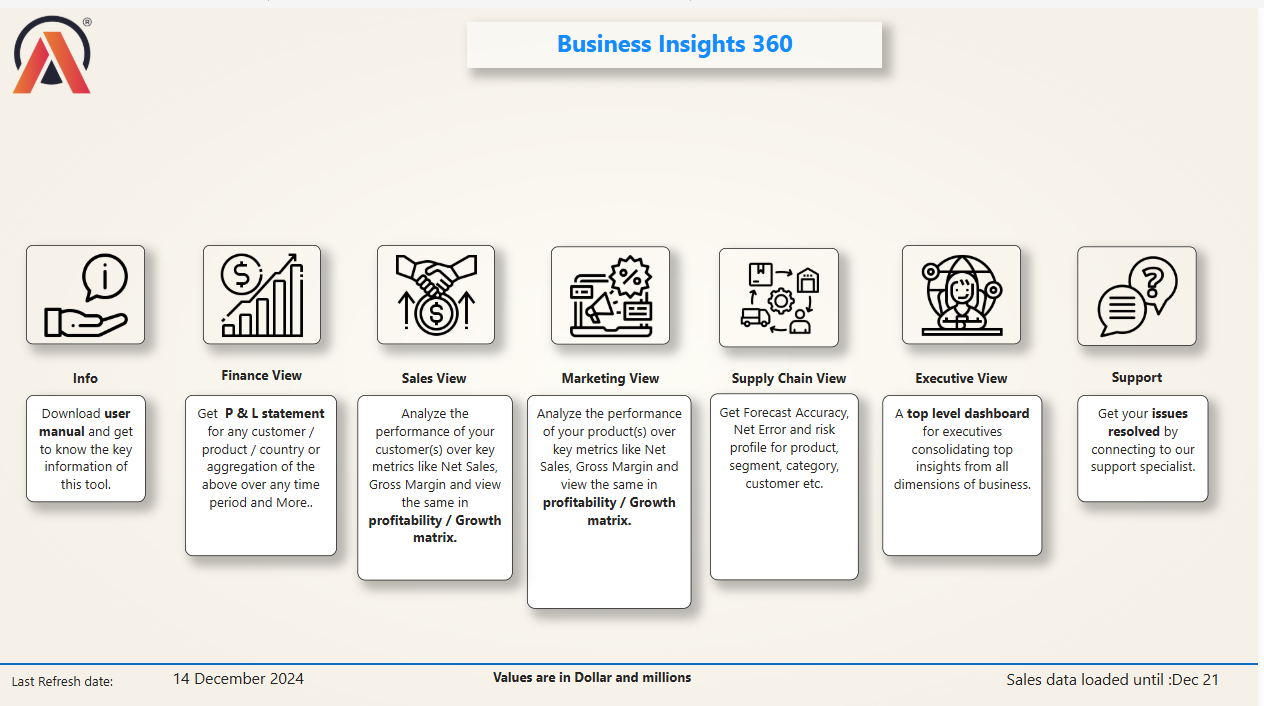 ®
Business Insights 360
Info
Download user
manual and get
to know the key
information of
this tool.
Finance View
Get P & L statement
for any customer /
product / country or
aggregation of the
above over any time
period and More..
Sales View
Analyze the
performance of your
customer(s) over key
metrics like Net Sales,
Gross Margin and view
the same in
profitability / Growth
matrix.
Marketing View
Analyze the performance
of your product(s) over
key metrics like Net
Sales, Gross Margin and
view the same in
profitability / Growth
matrix.
Supply Chain View
Get Forecast Accuracy,
Net Error and risk
profile for product,
segment, category,
customer etc.
Executive View
A top level dashboard
for executives
consolidating top
insights from all
dimensions of business.
Support
Get your issues
resolved by
connecting to our
support specialist.
Last Refresh date:
14 December 2024
Values are in Dollar and millions
Sales data loaded until :Dec 21